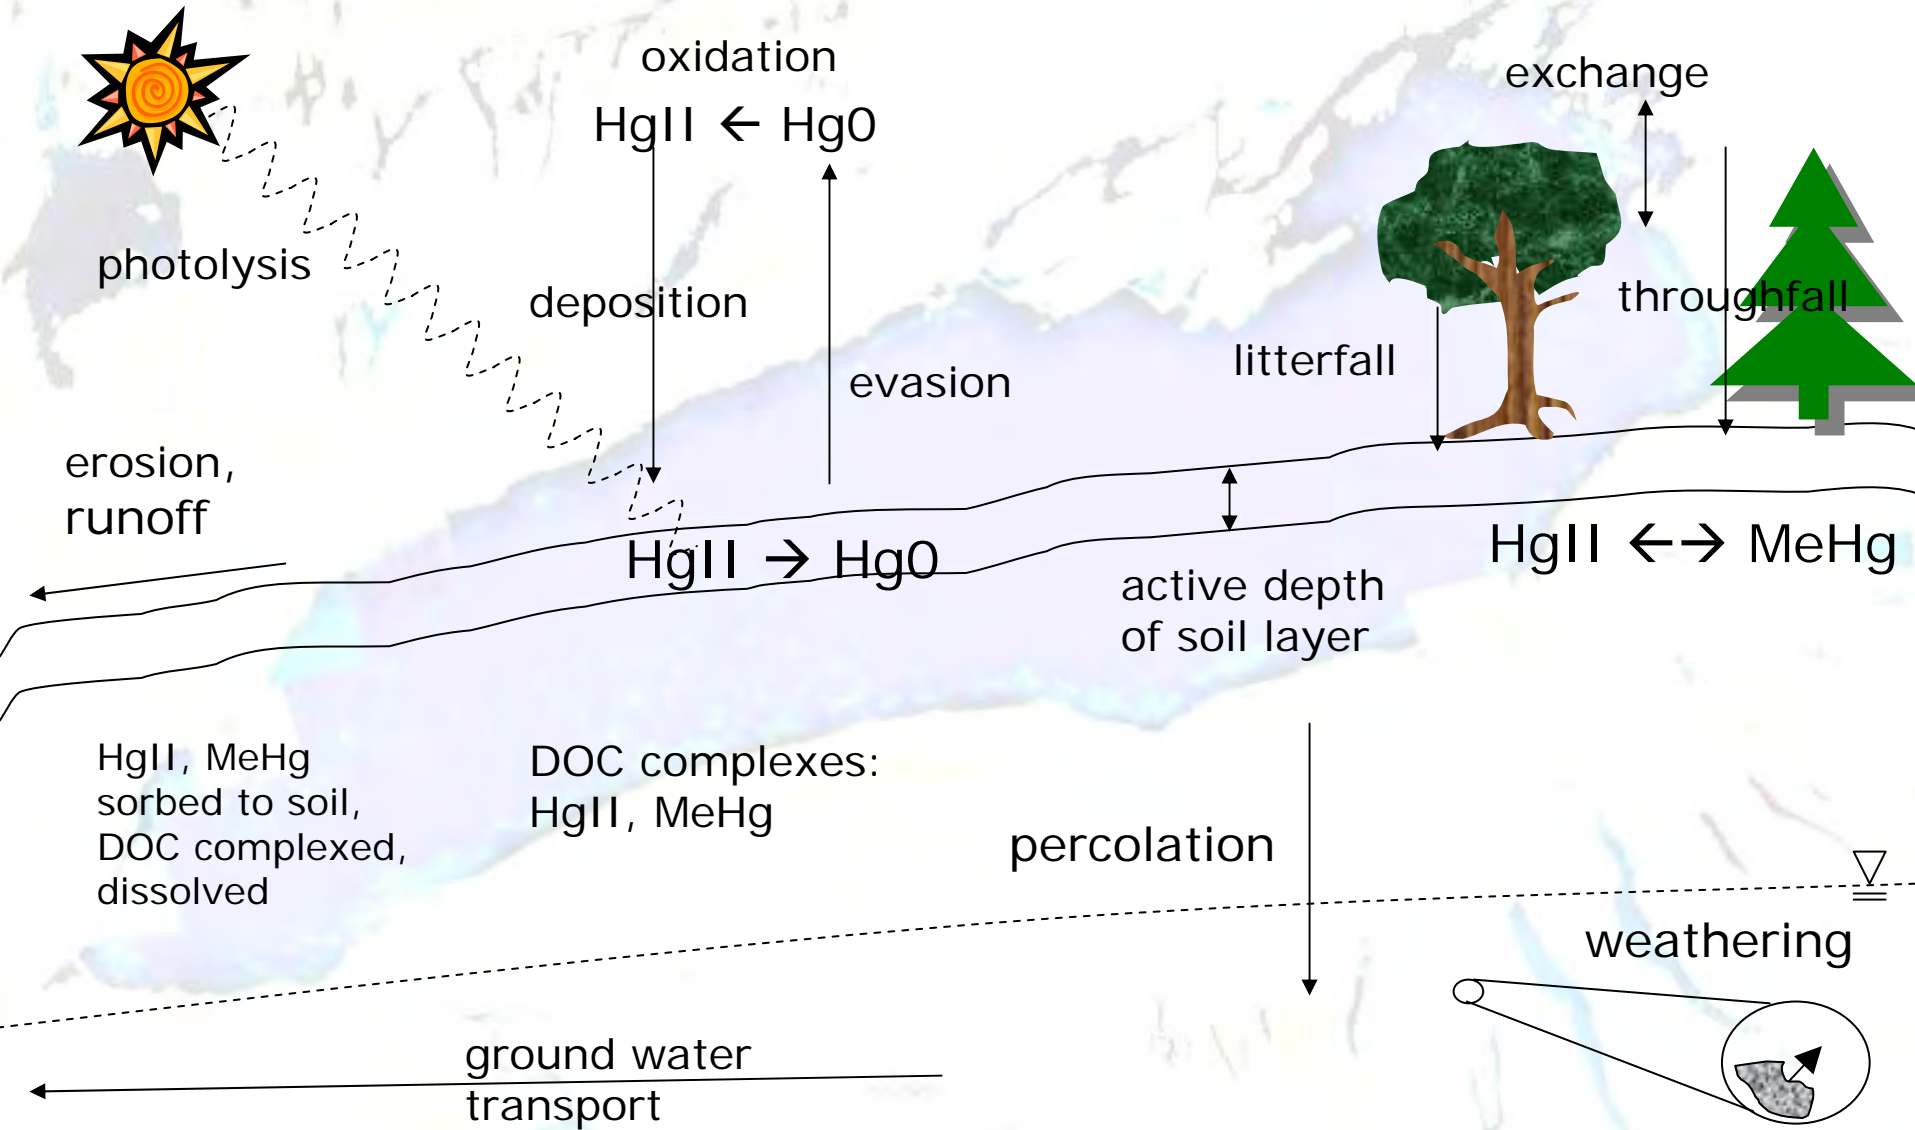 oxidation
HgII ← Hg0
exchange
photolysis
deposition
throughfall
litterfall
evasion
erosion,
runoff
HgII → Hg0
HgII ←→ MeHg
active depth
of soil layer
HgII, MeHg
sorbed to soil,
DOC complexed,
dissolved
DOC complexes:
HgII, MeHg
percolation
weathering
ground water
transport